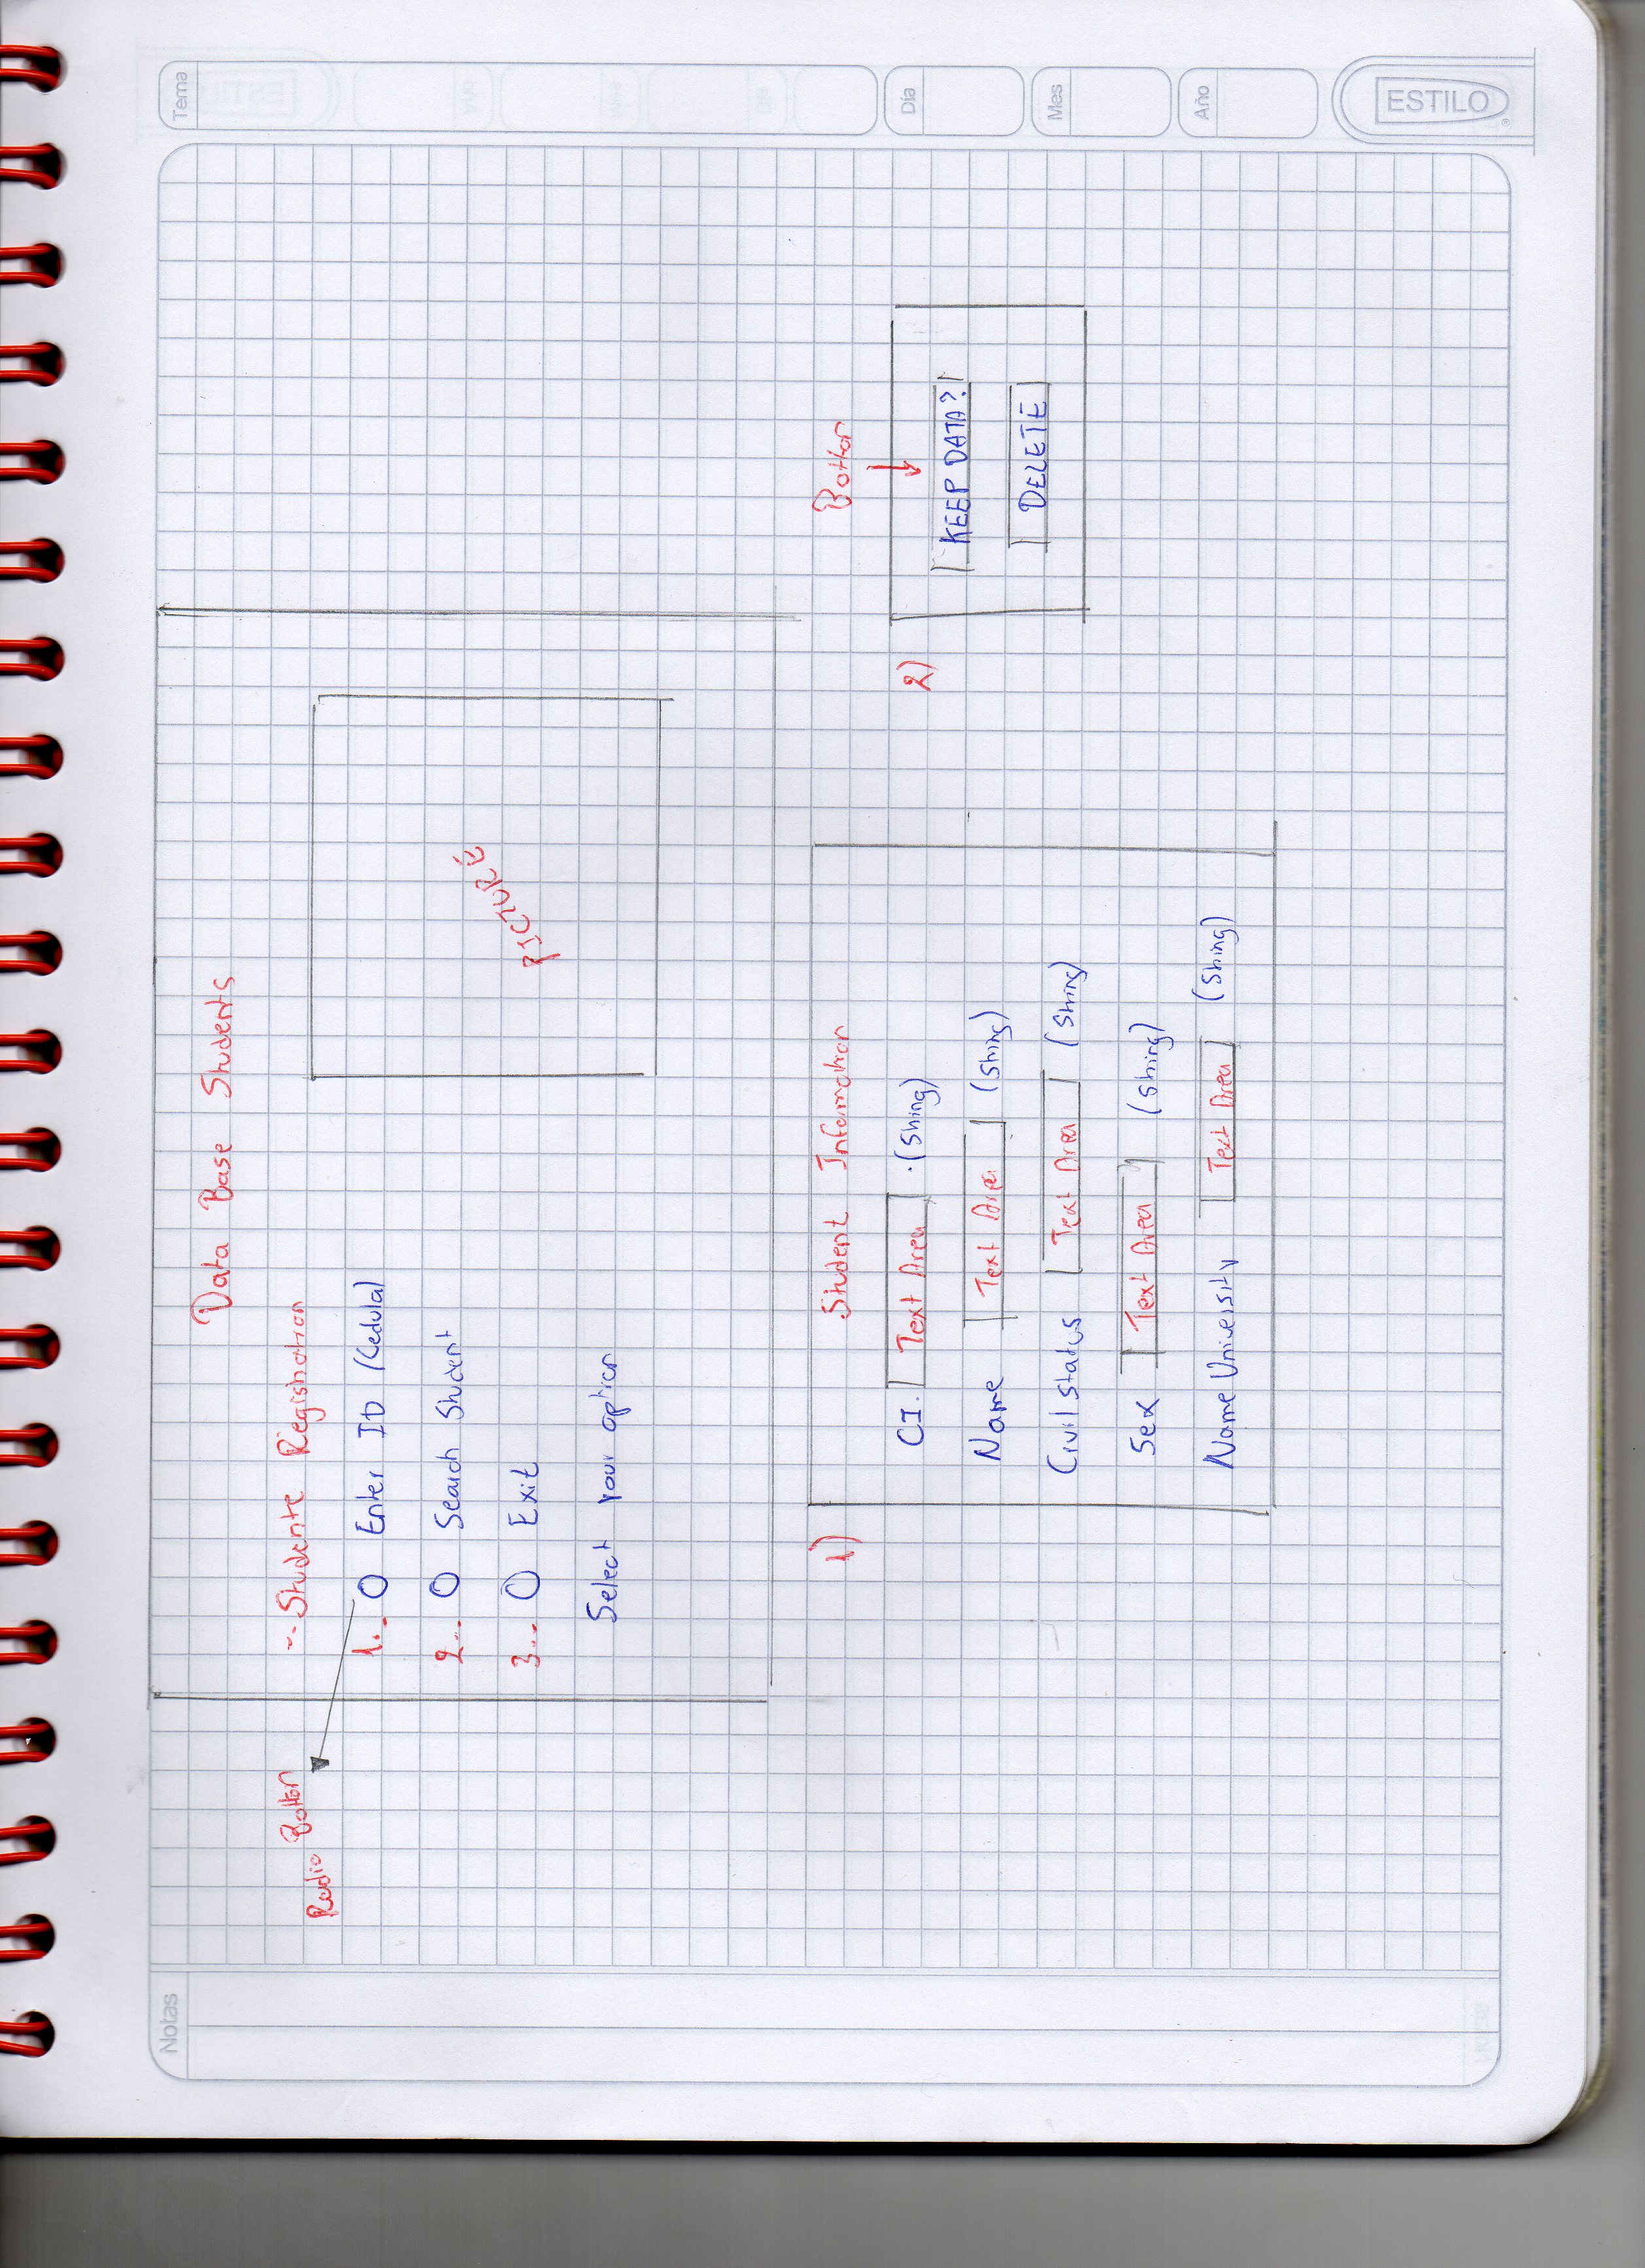 Notas
Tema
Data Base Students
Radio Botton
-- Studente Registration
1.- O Enter ID (Cedula)
2.- O Search Student
3.- O Exit
PICTURE
Select your option
1) Student Information
CI. Text Area (String)
Name Text Area (String)
Civil Status Text Area (String)
Sex Text Area (String)
Name University Text Area (String)
Botton
2) KEEP DATA?
DELETE
Día
Mes
Año
ESTILO